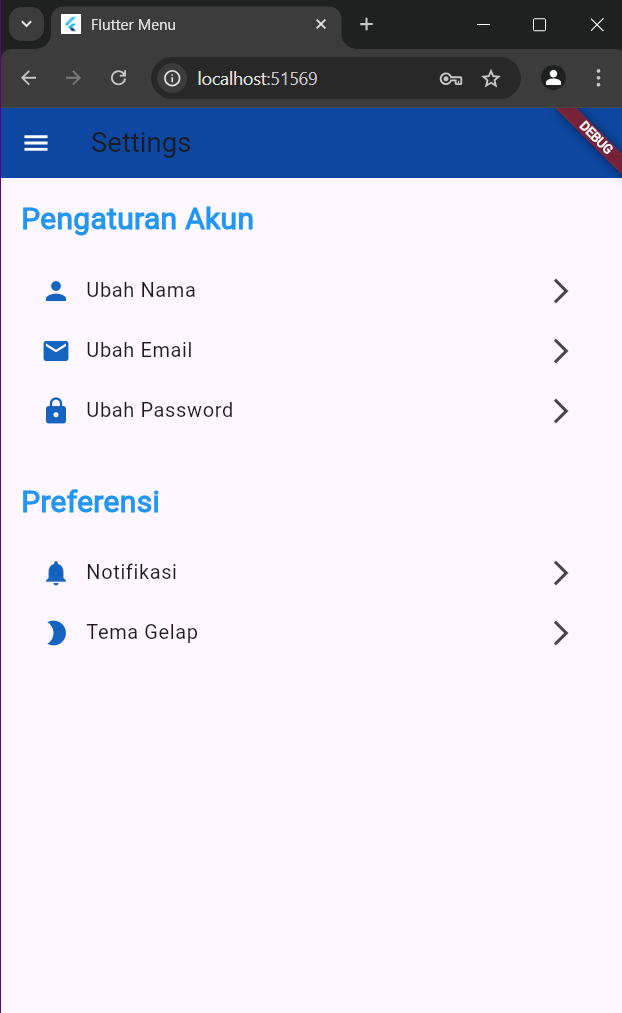 Flutter Menu
localhost:51569
Settings
DEBUG
Pengaturan Akun
Ubah Nama
Ubah Email
Ubah Password
Preferensi
Notifikasi
Tema Gelap